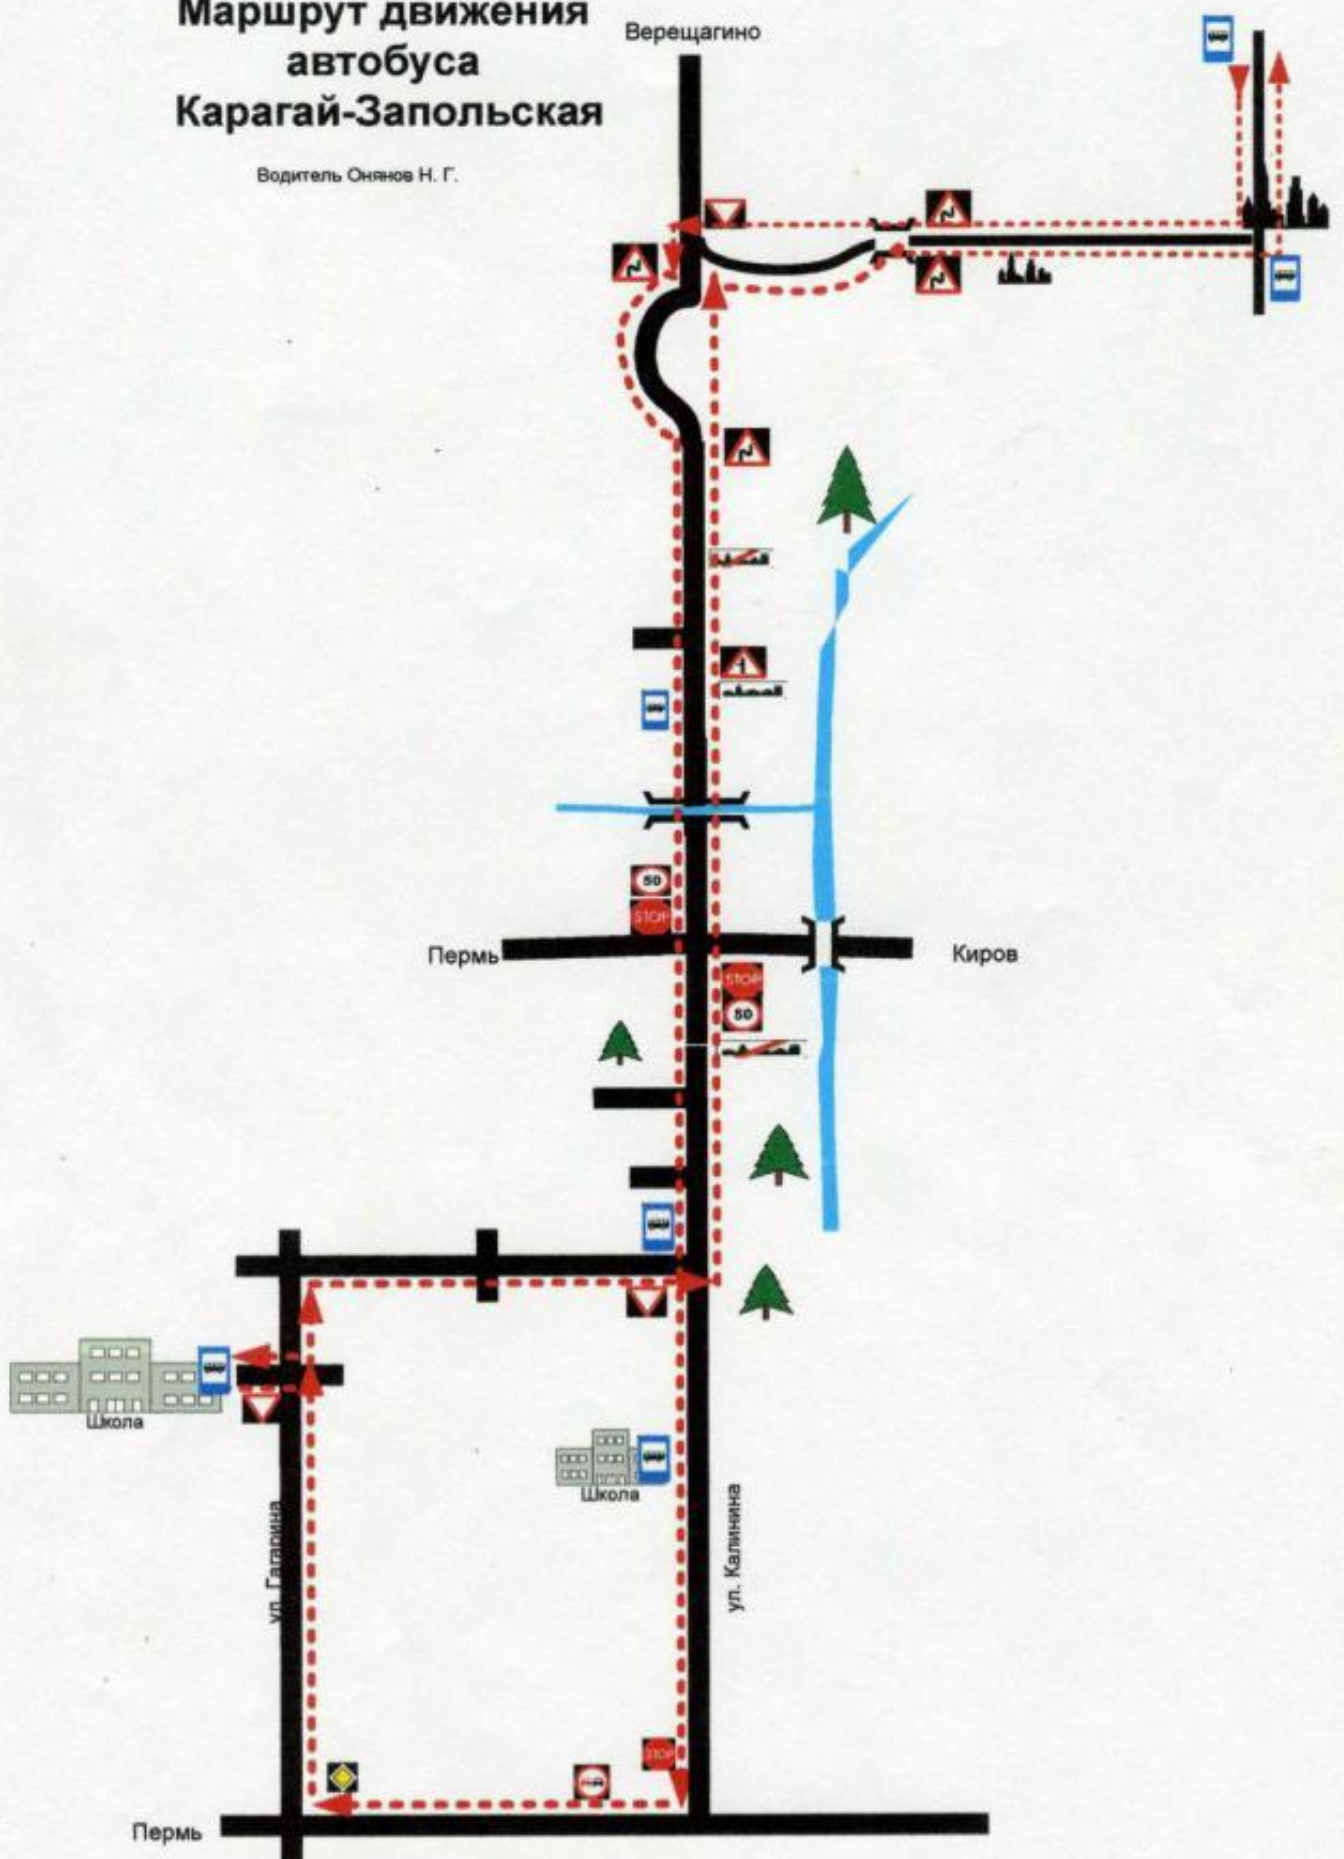 Маршрут движения
автобуса
Карагай-Запольская
Водитель Онянов Н. Г.
Верещагино
50
STOP
Пермь
Киров
STOP
50
Школа
Школа
ул. Гагарина
ул. Калинина
STOP
Пермь